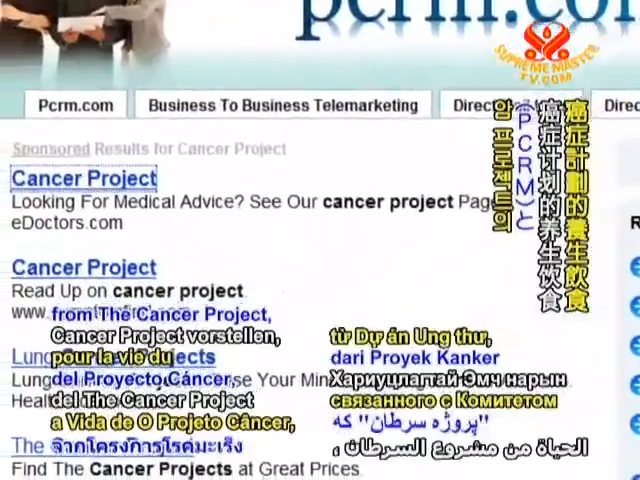 pcrm.co
SUPREME MASTER
TV.COM
Pcrm.com
Business To Business Telemarketing
Sponsored Results for Cancer Project
Cancer Project
Looking For Medical Advice? See Our cancer project Page
eDoctors.com
Cancer Project
Read Up on cancer project
www.
from The Cancer Project,
Cancer Project vorstellen,
pour la vie du
del Proyecto Cáncer,
del The Cancer Project
a Vida de O Projeto Câncer,
จากโครงการโรคมะเร็ง
từ Dự án Ung thư,
dari Proyek Kanker
Хариуцлагтай Эмч нарын
связанного с Комитетом
"پروژه سرطان" که
الحياة من مشروع السرطان ،
癌症計劃的養生飲食
癌症计划的养生饮食
(PCRM)と
암 프로젝트의
The
Find The Cancer Projects at Great Prices.